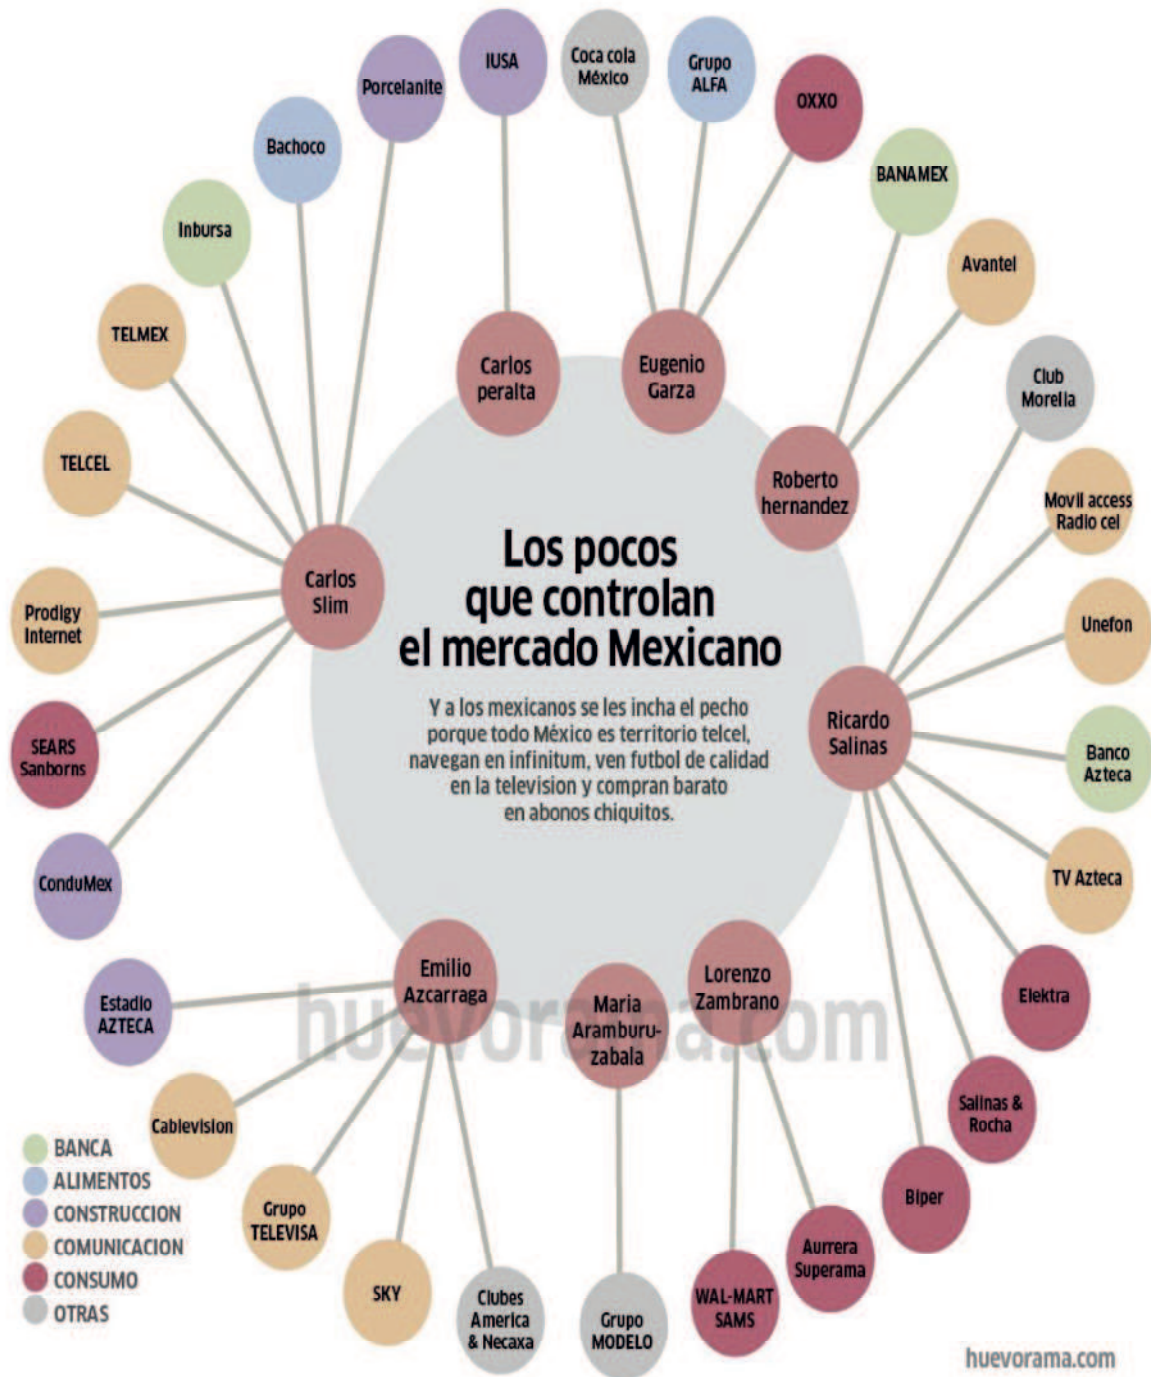 IUSA
Coca cola
México
Grupo
ALFA
OXXO
Porcelanite
Bachoco
BANAMEX
Inbursa
Avantel
TELMEX
Carlos
peralta
Eugenio
Garza
Club
Morelia
TELCEL
Roberto
hernandez
Movil access
Radio cel
Los pocos
que controlan
el mercado Mexicano
Carlos
Slim
Prodigy
Internet
Unefon
Y a los mexicanos se les incha el pecho
porque todo México es territorio telcel,
navegan en infinitum, ven futbol de calidad
en la television y compran barato
en abonos chiquitos.
Ricardo
Salinas
SEARS
Sanborns
Banco
Azteca
ConduMex
TV Azteca
Emilio
Azcarraga
Lorenzo
Zambrano
Maria
Aramburu-
zabala
Estadio
AZTECA
Elektra
huevorama.com
Cablevision
Salinas &
Rocha
Biper
Grupo
TELEVISA
Aurrera
Superama
SKY
Clubes
America
& Necaxa
Grupo
MODELO
WAL-MART
SAMS
BANCA
ALIMENTOS
CONSTRUCCION
COMUNICACION
CONSUMO
OTRAS
huevorama.com